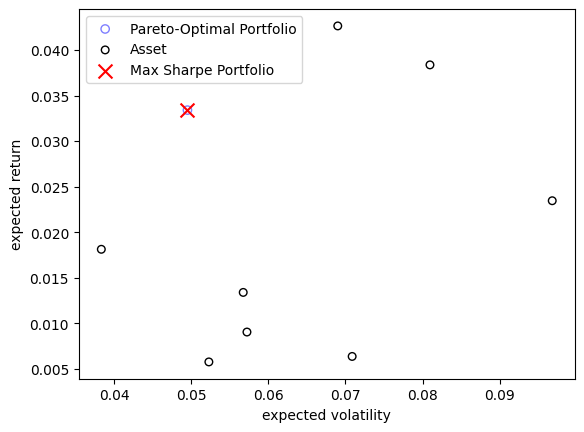 Pareto-Optimal Portfolio
Asset
Max Sharpe Portfolio
0.040
0.035
0.030
0.025
0.020
0.015
0.010
0.005
expected return
0.04 0.05 0.06 0.07 0.08 0.09
expected volatility